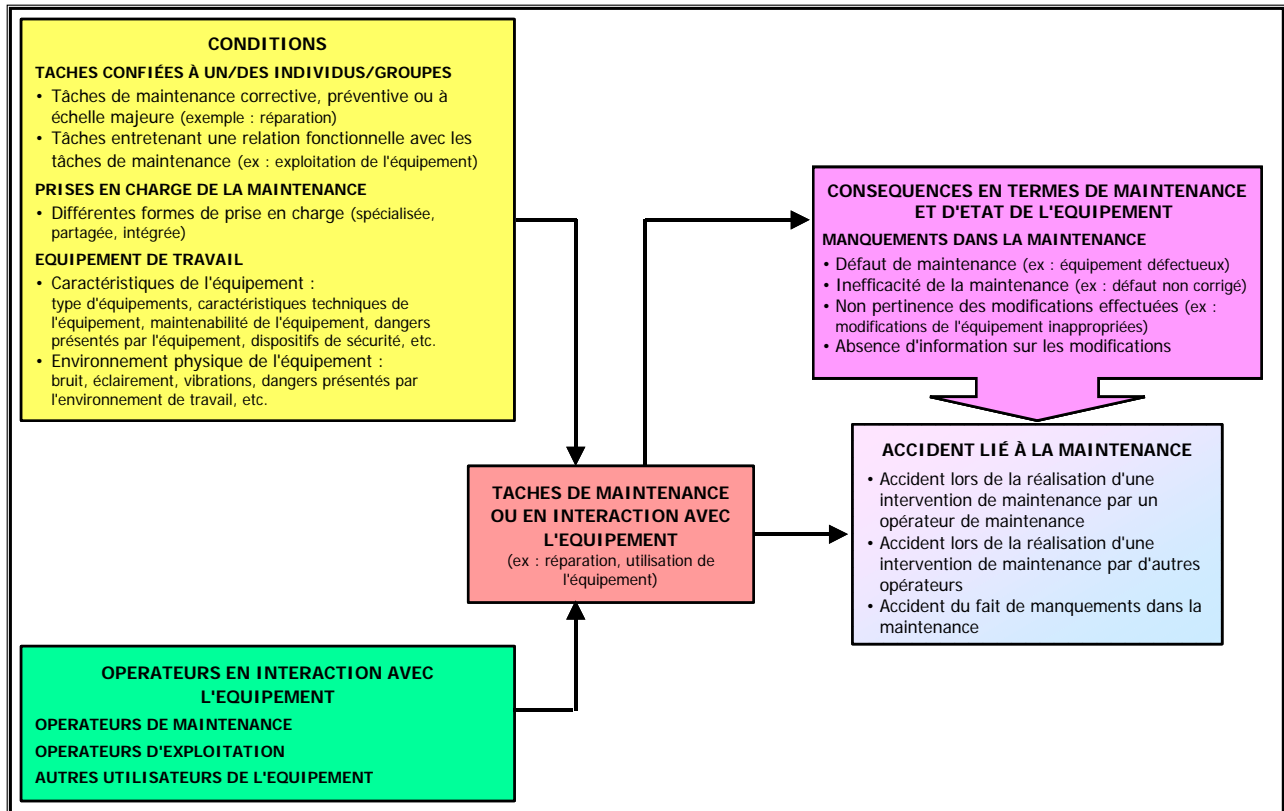 CONDITIONS
TACHES CONFIÉES À UN/DES INDIVIDUS/GROUPES
• Tâches de maintenance corrective, préventive ou à
échelle majeure (exemple : réparation)
• Tâches entretenant une relation fonctionnelle avec les
tâches de maintenance (ex : exploitation de l'équipement)
PRISES EN CHARGE DE LA MAINTENANCE
• Différentes formes de prise en charge (spécialisée,
partagée, intégrée)
EQUIPEMENT DE TRAVAIL
• Caractéristiques de l'équipement :
type d'équipements, caractéristiques techniques de
l'équipement, maintenabilité de l'équipement, dangers
présentés par l'équipement, dispositifs de sécurité, etc.
• Environnement physique de l'équipement :
bruit, éclairement, vibrations, dangers présentés par
l'environnement de travail, etc.
OPERATEURS EN INTERACTION AVEC
L'EQUIPEMENT
OPERATEURS DE MAINTENANCE
OPERATEURS D'EXPLOITATION
AUTRES UTILISATEURS DE L'EQUIPEMENT
TACHES DE MAINTENANCE
OU EN INTERACTION AVEC
L'EQUIPEMENT
(ex : réparation, utilisation de
l'équipement)
CONSEQUENCES EN TERMES DE MAINTENANCE
ET D'ETAT DE L'EQUIPEMENT
MANQUEMENTS DANS LA MAINTENANCE
• Défaut de maintenance (ex : équipement défectueux)
• Inefficacité de la maintenance (ex : défaut non corrigé)
• Non pertinence des modifications effectuées (ex :
modifications de l'équipement inappropriées)
• Absence d'information sur les modifications
ACCIDENT LIÉ À LA MAINTENANCE
• Accident lors de la réalisation d'une
intervention de maintenance par un
opérateur de maintenance
• Accident lors de la réalisation d'une
intervention de maintenance par d'autres
opérateurs
• Accident du fait de manquements dans la
maintenance